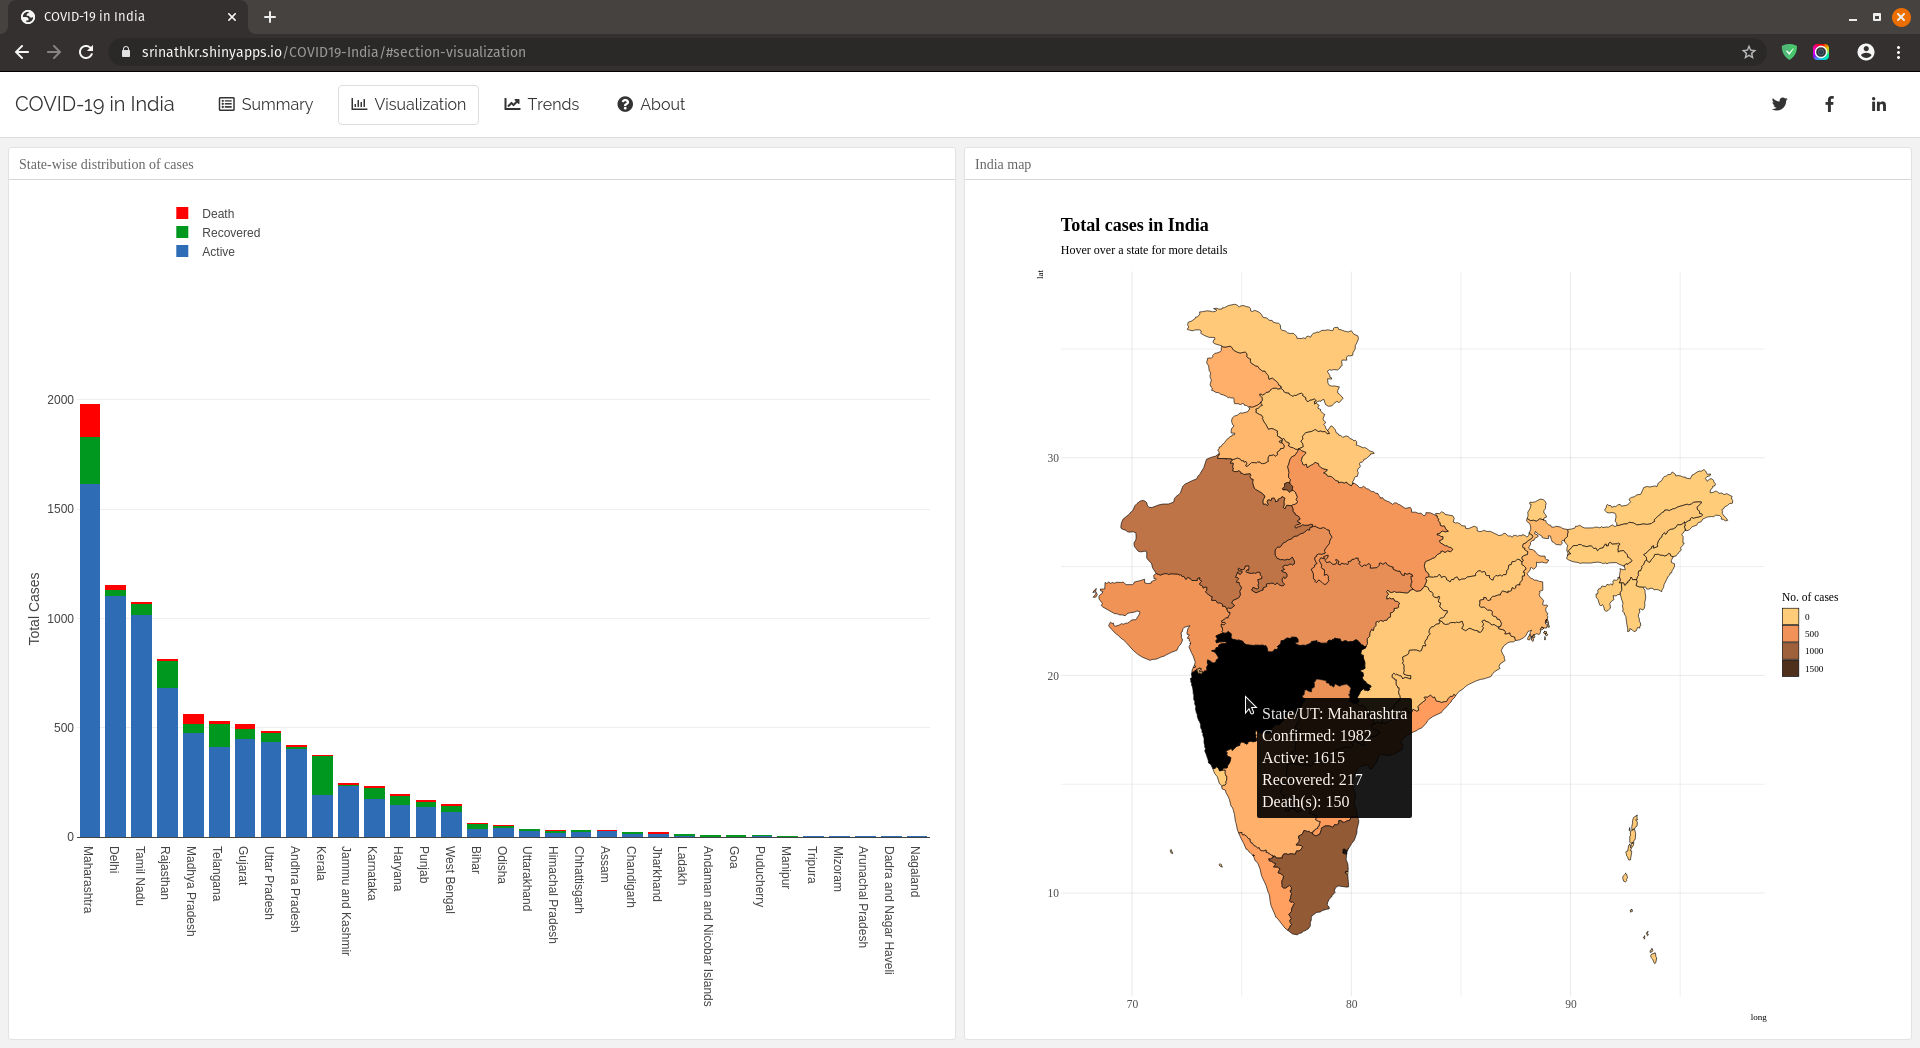 COVID-19 in India
srinathkr.shinyapps.io/COVID19-India/#section-visualization
COVID-19 in India
Summary
Visualization
Trends
About
State-wise distribution of cases
Death
Recovered
Active
Total Cases
2000
1500
1000
500
0
Maharashtra
Delhi
Tamil Nadu
Rajasthan
Madhya Pradesh
Telangana
Gujarat
Uttar Pradesh
Andhra Pradesh
Kerala
Jammu and Kashmir
Karnataka
Haryana
Punjab
West Bengal
Bihar
Odisha
Uttarakhand
Himachal Pradesh
Chhattisgarh
Assam
Chandigarh
Jharkhand
Ladakh
Andaman and Nicobar Islands
Goa
Puducherry
Manipur
Tripura
Mizoram
Arunachal Pradesh
Dadra and Nagar Haveli
Nagaland
India map
Total cases in India
Hover over a state for more details
lat
30
20
10
70
80
90
long
State/UT: Maharashtra
Confirmed: 1982
Active: 1615
Recovered: 217
Death(s): 150
No. of cases
0
500
1000
1500